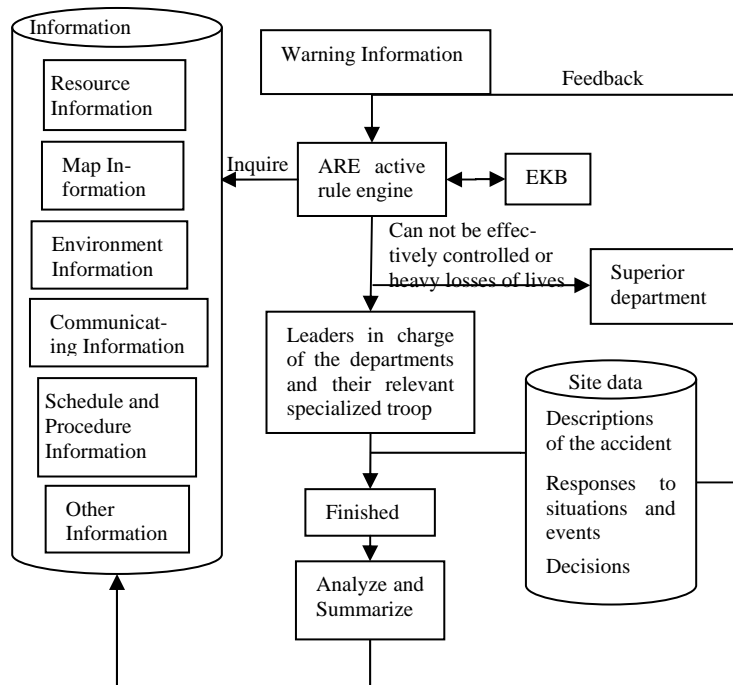 Information
Resource
Information
Map In-
formation
Environment
Information
Communicat-
ing Information
Schedule and
Procedure
Information
Other
Information
Inquire
Warning Information
Feedback
ARE active
rule engine
EKB
Can not be effec-
tively controlled or
heavy losses of lives
Superior
department
Leaders in charge
of the departments
and their relevant
specialized troop
Site data
Descriptions
of the accident
Responses to
situations and
events
Decisions
Finished
Analyze and
Summarize